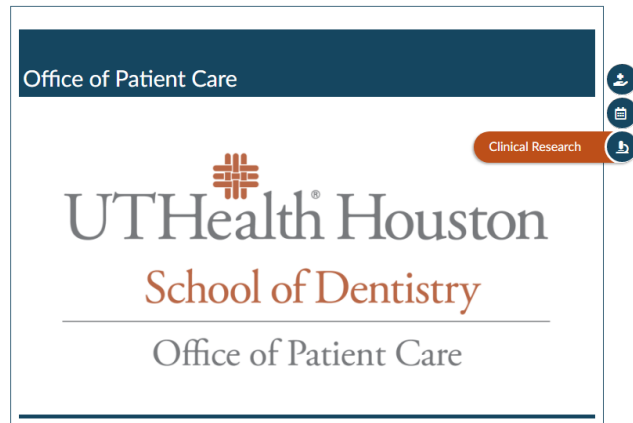 Office of Patient Care
Clinical Research
UTHealth® Houston
School of Dentistry
Office of Patient Care